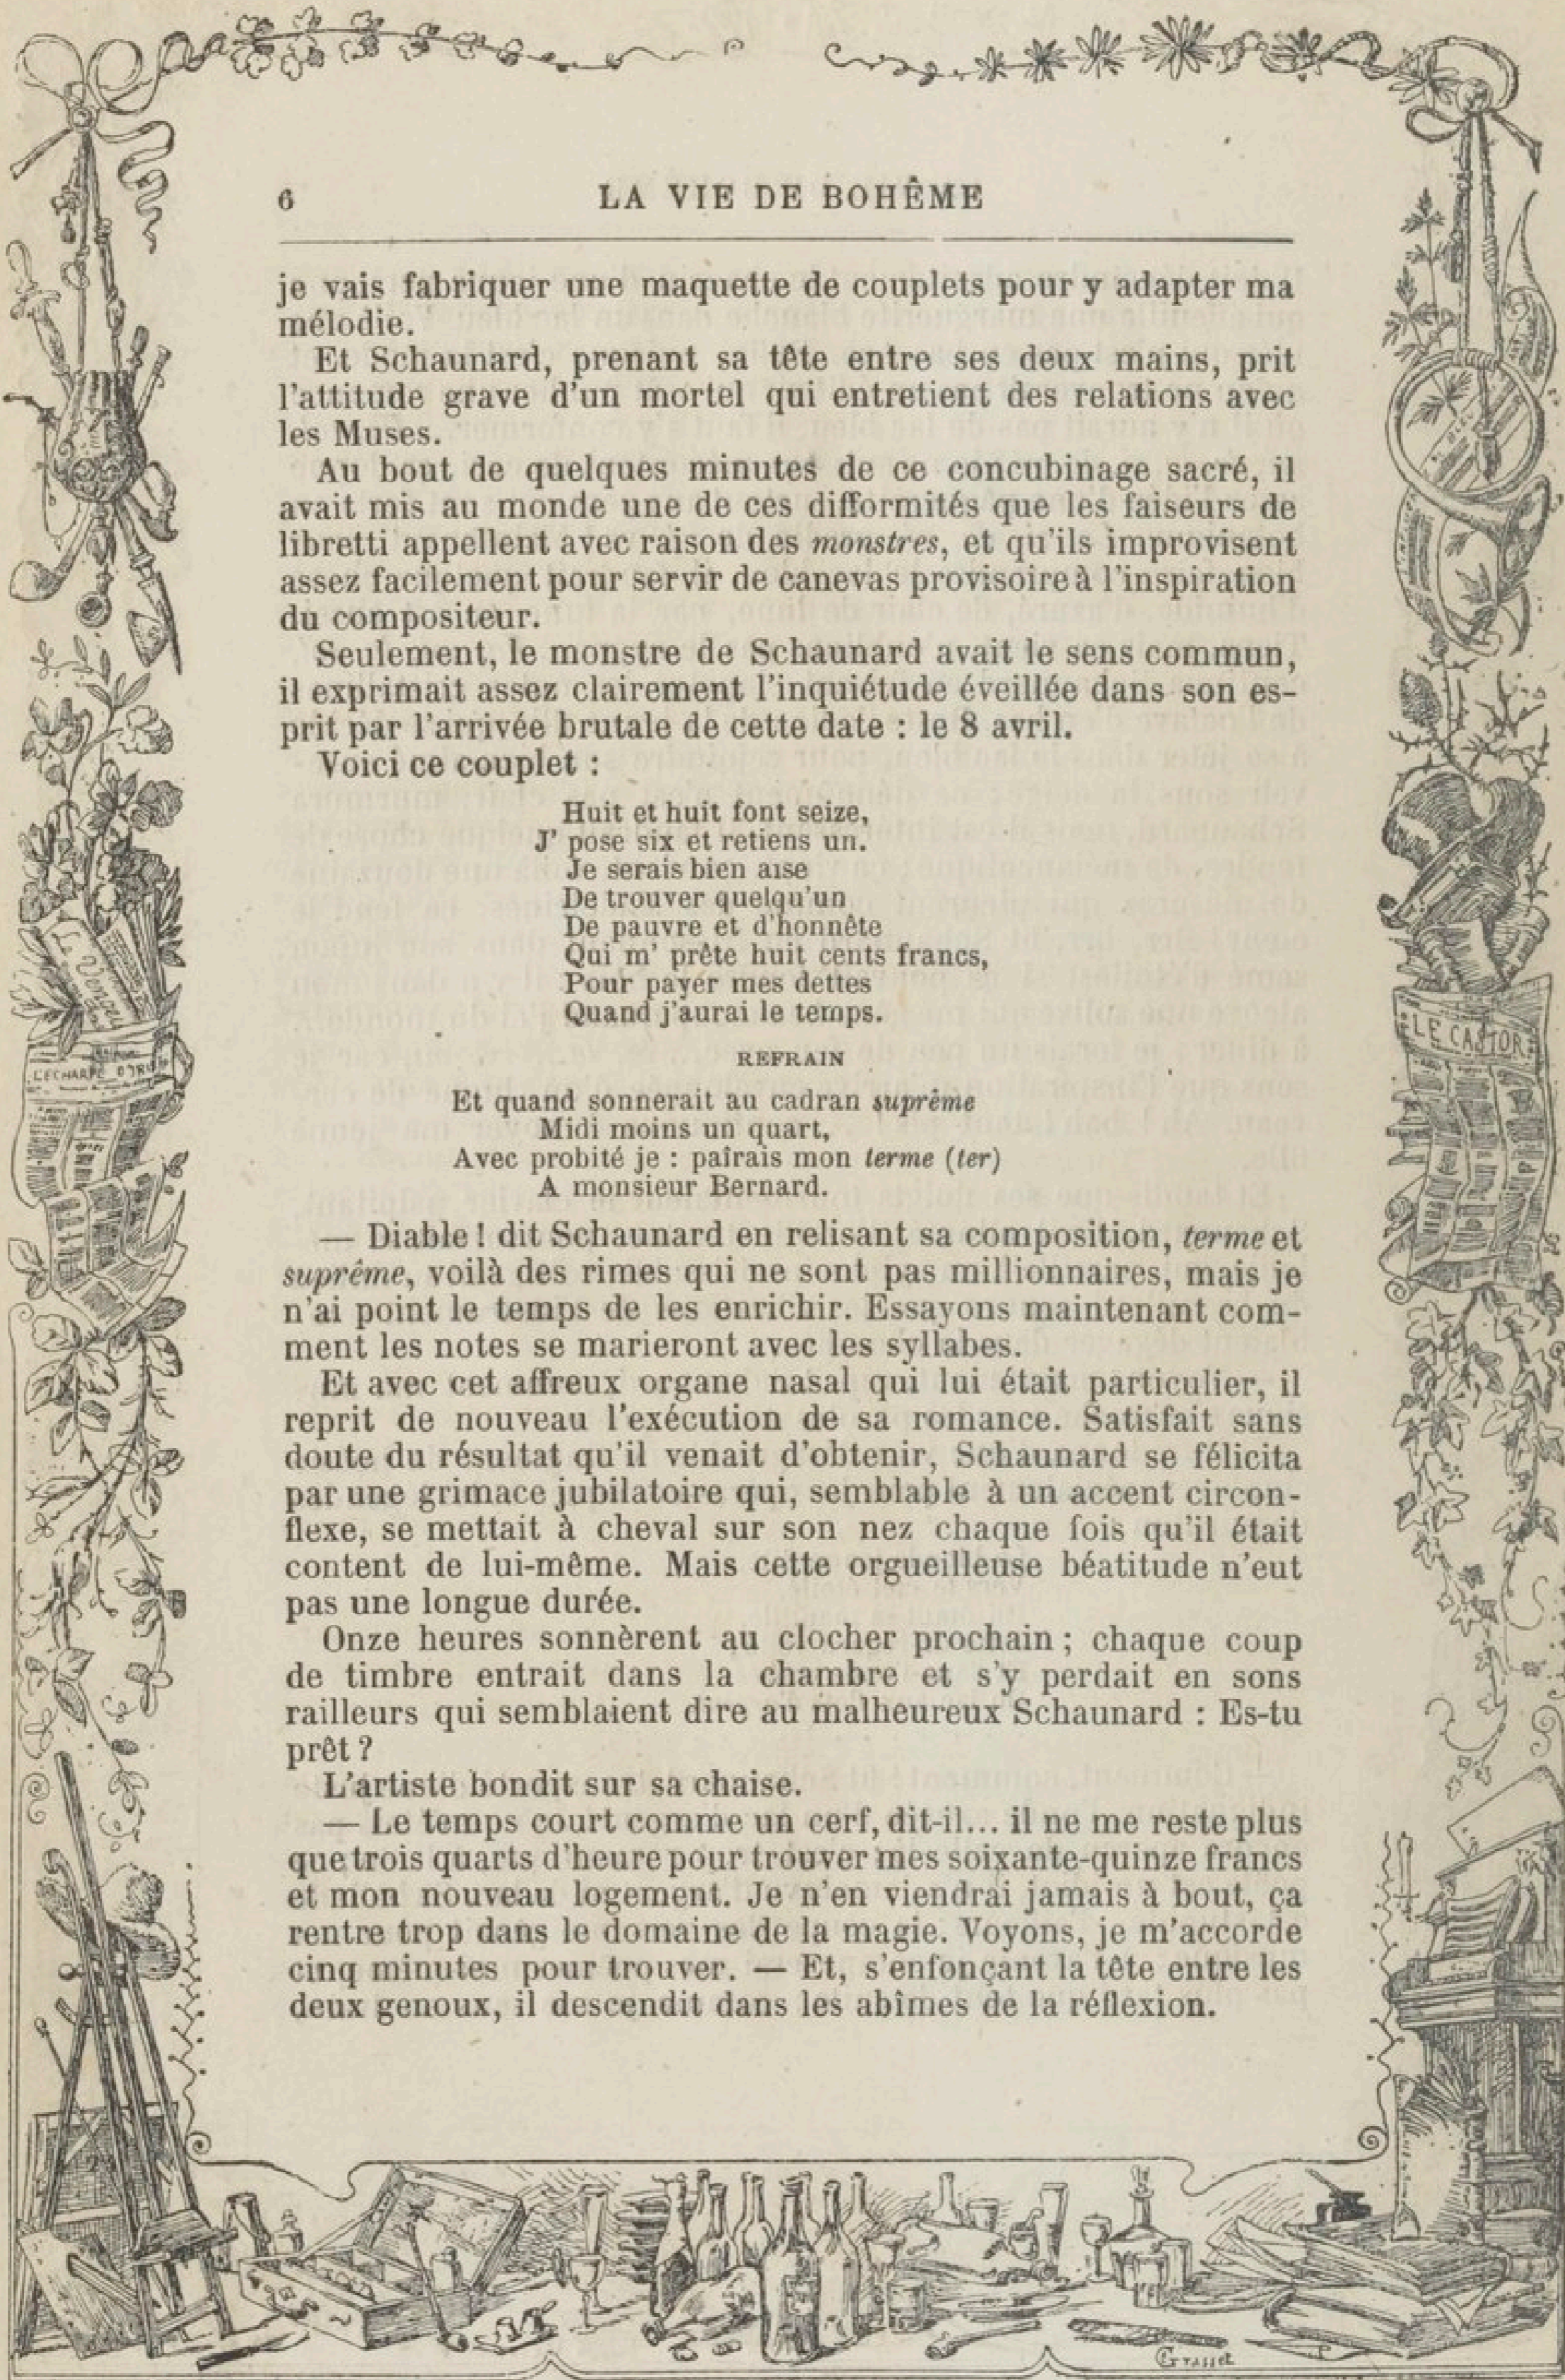 6 LA VIE DE BOHÊME
je vais fabriquer une maquette de couplets pour y adapter ma
mélodie.
Et Schaunard, prenant sa tête entre ses deux mains, prit
l'attitude grave d'un mortel qui entretient des relations avec
les Muses.
Au bout de quelques minutes de ce concubinage sacré, il
avait mis au monde une de ces difformités que les faiseurs de
libretti appellent avec raison des monstres, et qu'ils improvisent
assez facilement pour servir de canevas provisoire à l'inspiration
du compositeur.
Seulement, le monstre de Schaunard avait le sens commun,
il exprimait assez clairement l'inquiétude éveillée dans son es-
prit par l'arrivée brutale de cette date : le 8 avril.
Voici ce couplet :
Huit et huit font seize,
J' pose six et retiens un.
Je serais bien aise
De trouver quelqu'un
De pauvre et d'honnête
Qui m' prête huit cents francs,
Pour payer mes dettes
Quand j'aurai le temps.
REFRAIN
Et quand sonnerait au cadran suprême
Midi moins un quart,
Avec probité je : paîrais mon terme (ter)
A monsieur Bernard.
— Diable ! dit Schaunard en relisant sa composition, terme et
suprême, voilà des rimes qui ne sont pas millionnaires, mais je
n'ai point le temps de les enrichir. Essayons maintenant com-
ment les notes se marieront avec les syllabes.
Et avec cet affreux organe nasal qui lui était particulier, il
reprit de nouveau l'exécution de sa romance. Satisfait sans
doute du résultat qu'il venait d'obtenir, Schaunard se félicita
par une grimace jubilatoire qui, semblable à un accent circon-
flexe, se mettait à cheval sur son nez chaque fois qu'il était
content de lui-même. Mais cette orgueilleuse béatitude n'eut
pas une longue durée.
Onze heures sonnèrent au clocher prochain ; chaque coup
de timbre entrait dans la chambre et s'y perdait en sons
railleurs qui semblaient dire au malheureux Schaunard : Es-tu
prêt ?
L'artiste bondit sur sa chaise.
— Le temps court comme un cerf, dit-il... il ne me reste plus
que trois quarts d'heure pour trouver mes soixante-quinze francs
et mon nouveau logement. Je n'en viendrai jamais à bout, ça
rentre trop dans le domaine de la magie. Voyons, je m'accorde
cinq minutes pour trouver. — Et, s'enfonçant la tête entre les
deux genoux, il descendit dans les abîmes de la réflexion.
L'ÉCHARPE D'IRIS
LE CASTOR
Grasset